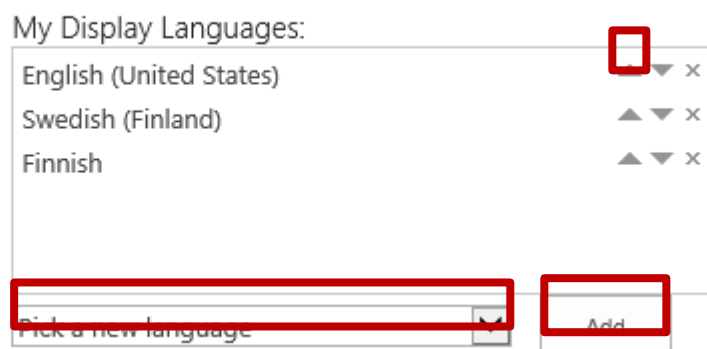 My Display Languages:
English (United States)
Swedish (Finland)
Finnish
Pick a new language
Add